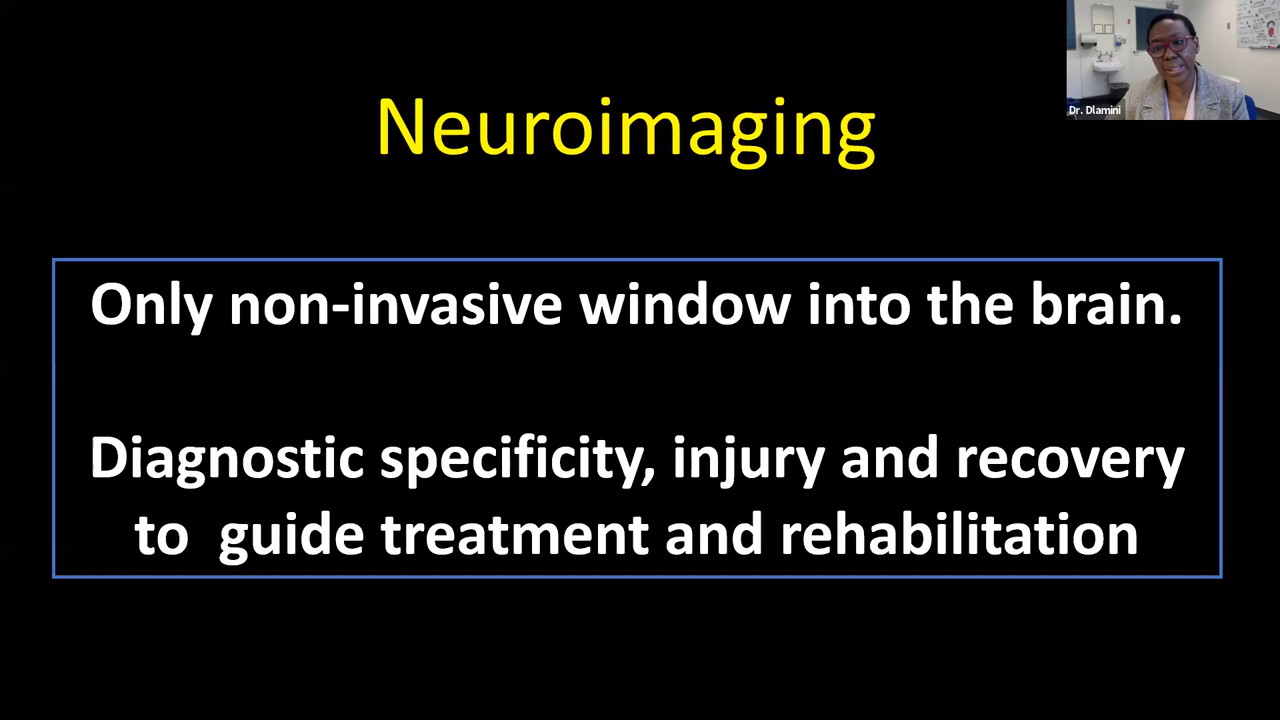 Neuroimaging
Dr. Dlamini
Only non-invasive window into the brain.
Diagnostic specificity, injury and recovery
to  guide treatment and rehabilitation